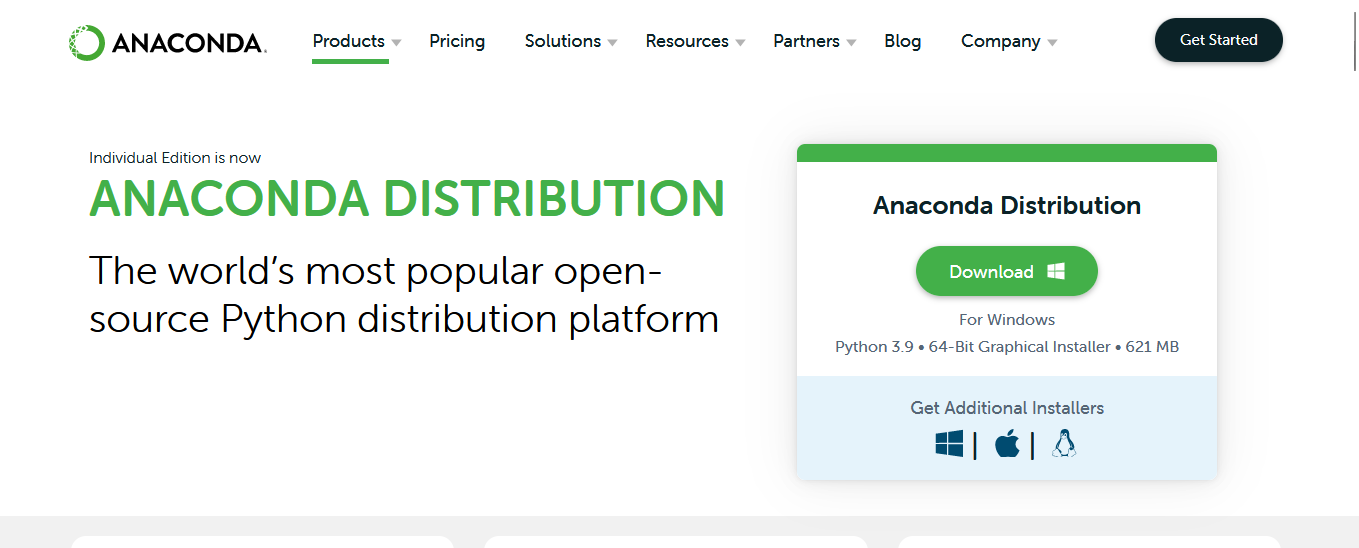 ANACONDA.
Products
Pricing
Solutions
Resources
Partners
Blog
Company
Get Started
Individual Edition is now
ANACONDA DISTRIBUTION
The world’s most popular open-
source Python distribution platform
Anaconda Distribution
Download
For Windows
Python 3.9 • 64-Bit Graphical Installer • 621 MB
Get Additional Installers
| |